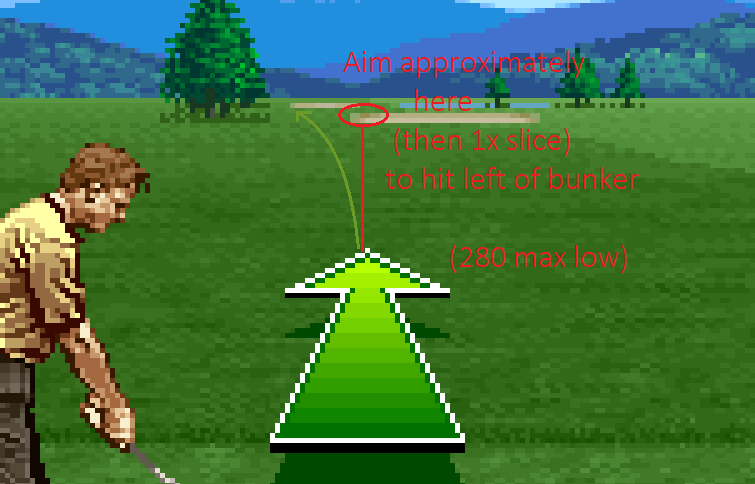 Aim approximately
here
(then 1x slice)
to hit left of bunker
(280 max low)